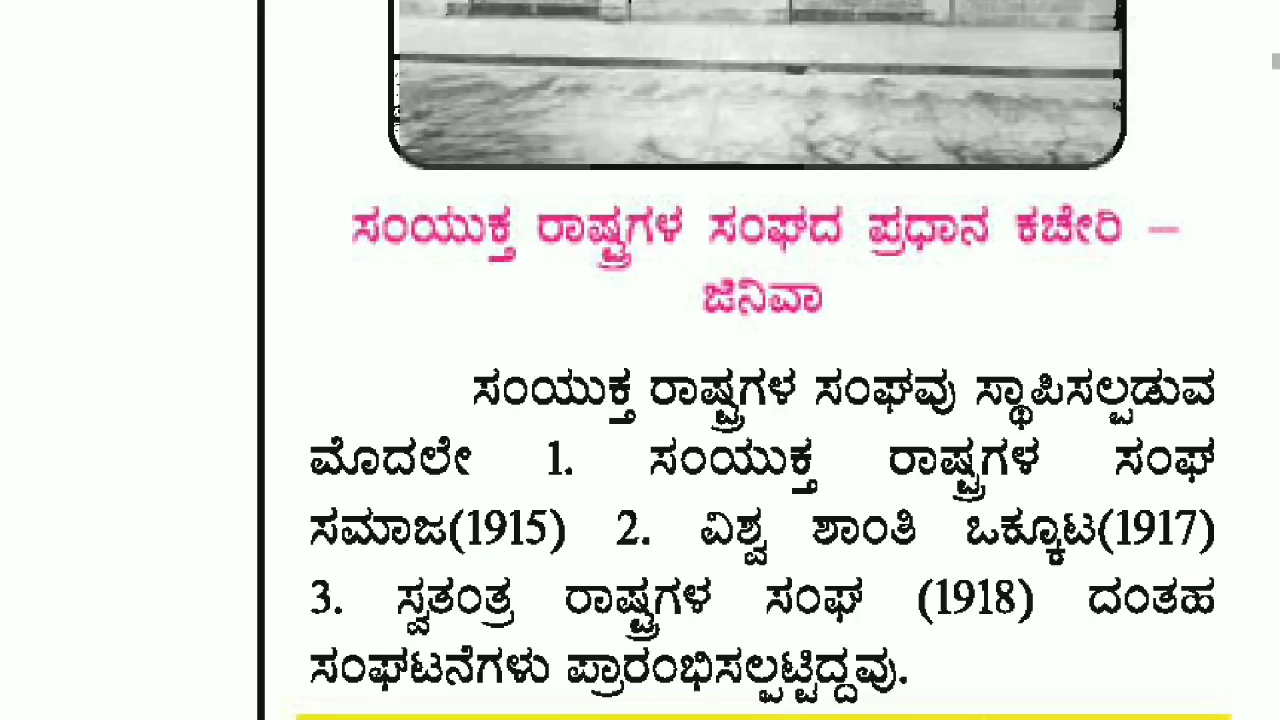 ಸಂಯುಕ್ತ ರಾಷ್ಟ್ರಗಳ ಸಂಘದ ಪ್ರಧಾನ ಕಚೇರಿ –
ಜಿನಿವಾ
ಸಂಯುಕ್ತ ರಾಷ್ಟ್ರಗಳ ಸಂಘವು ಸ್ಥಾಪಿಸಲ್ಪಡುವ
ಮೊದಲೇ 1. ಸಂಯುಕ್ತ ರಾಷ್ಟ್ರಗಳ ಸಂಘ
ಸಮಾಜ(1915) 2. ವಿಶ್ವ ಶಾಂತಿ ಒಕ್ಕೂಟ(1917)
3. ಸ್ವತಂತ್ರ ರಾಷ್ಟ್ರಗಳ ಸಂಘ (1918) ದಂತಹ
ಸಂಘಟನೆಗಳು ಪ್ರಾರಂಭಿಸಲ್ಪಟ್ಟಿದ್ದವು.